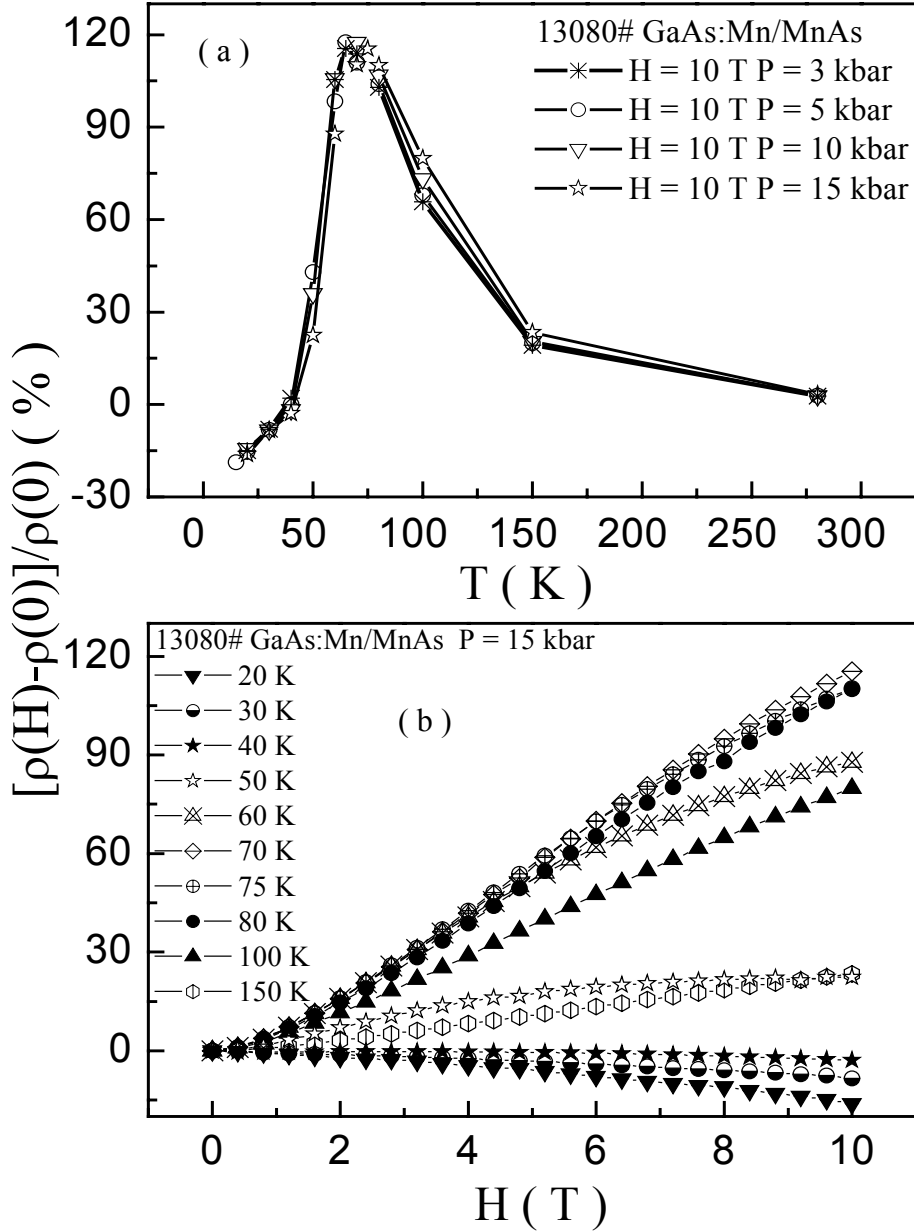 [ρ(H)-ρ(0)]/ρ(0) ( % )
( a )
13080# GaAs:Mn/MnAs
H = 10 T P = 3 kbar
H = 10 T P = 5 kbar
H = 10 T P = 10 kbar
H = 10 T P = 15 kbar
120
90
60
30
0
-30
0 50 100 150 200 250 300
T ( K )
13080# GaAs:Mn/MnAs P = 15 kbar
( b )
20 K
30 K
40 K
50 K
60 K
70 K
75 K
80 K
100 K
150 K
120
90
60
30
0
0 2 4 6 8 10
H ( T )